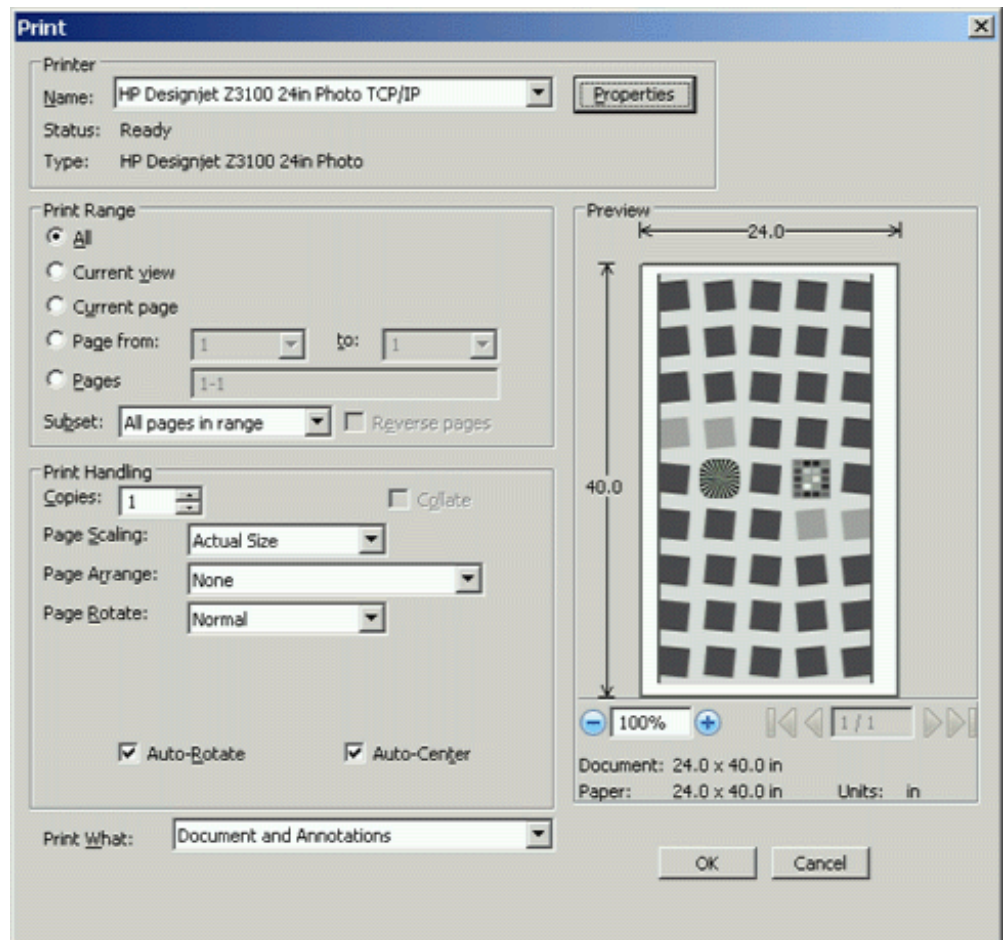 Print
Printer
Name: HP Designjet Z3100 24in Photo TCP/IP Properties
Status: Ready
Type: HP Designjet Z3100 24in Photo
Print Range
All
Current view
Current page
Page from: 1 to: 1
Pages 1-1
Subset: All pages in range Reverse pages
Print Handling
Copies: 1 Collate
Page Scaling: Actual Size
Page Arrange: None
Page Rotate: Normal
Auto-Rotate Auto-Center
Print What: Document and Annotations
Preview
24.0
40.0
100% 1 / 1
Document: 24.0 x 40.0 in
Paper: 24.0 x 40.0 in Units: in
OK Cancel